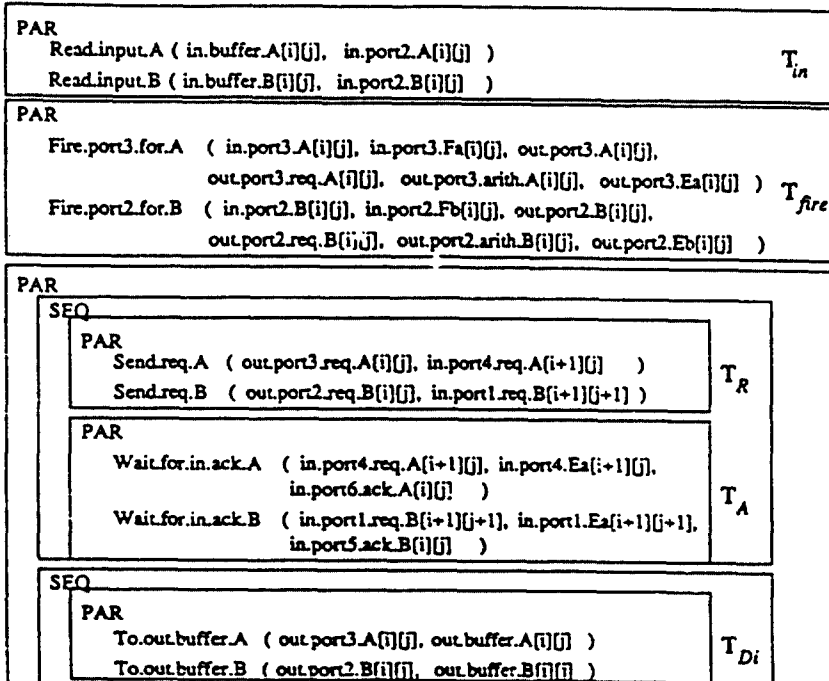 PAR
Read.input.A ( in.buffer.A[i][j], in.port2.A[i][j] )
Read.input.B ( in.buffer.B[i][j], in.port2.B[i][j] )
T_in
PAR
Fire.port3.for.A ( in.port3.A[i][j], in.port3.Fa[i][j], out.port3.A[i][j],
out.port3.req.A[i][j], out.port3.arith.A[i][j], out.port3.Ea[i][j] )
Fire.port2.for.B ( in.port2.B[i][j], in.port2.Fb[i][j], out.port2.B[i][j],
out.port2.req.B[i][j], out.port2.arith.B[i][j], out.port2.Eb[i][j] )
T_fire
PAR
SEQ
PAR
Send.req.A ( out.port3.req.A[i][j], in.port4.req.A[i+1][j] )
Send.req.B ( out.port2.req.B[i][j], in.port1.req.B[i+1][j+1] )
T_R
PAR
Wait.for.in.ack.A ( in.port4.req.A[i+1][j], in.port4.Ea[i+1][j],
in.port6.ack.A[i][j] )
Wait.for.in.ack.B ( in.port1.req.B[i+1][j+1], in.port1.Ea[i+1][j+1],
in.port5.ack.B[i][j] )
T_A
SEQ
PAR
To.out.buffer.A ( out.port3.A[i][j], out.buffer.A[i][j] )
To.out.buffer.B ( out.port2.B[i][j], out.buffer.B[i][j] )
T_Di